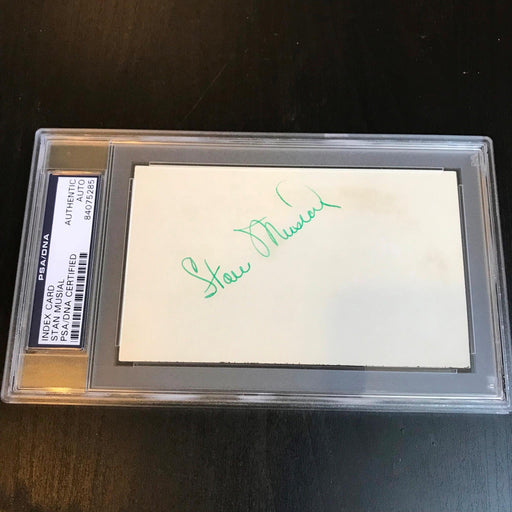 PSA/DNA
INDEX CARD
STAN MUSIAL
PSA/DNA CERTIFIED
AUTHENTIC
AUTO
84075285
Stan Musial